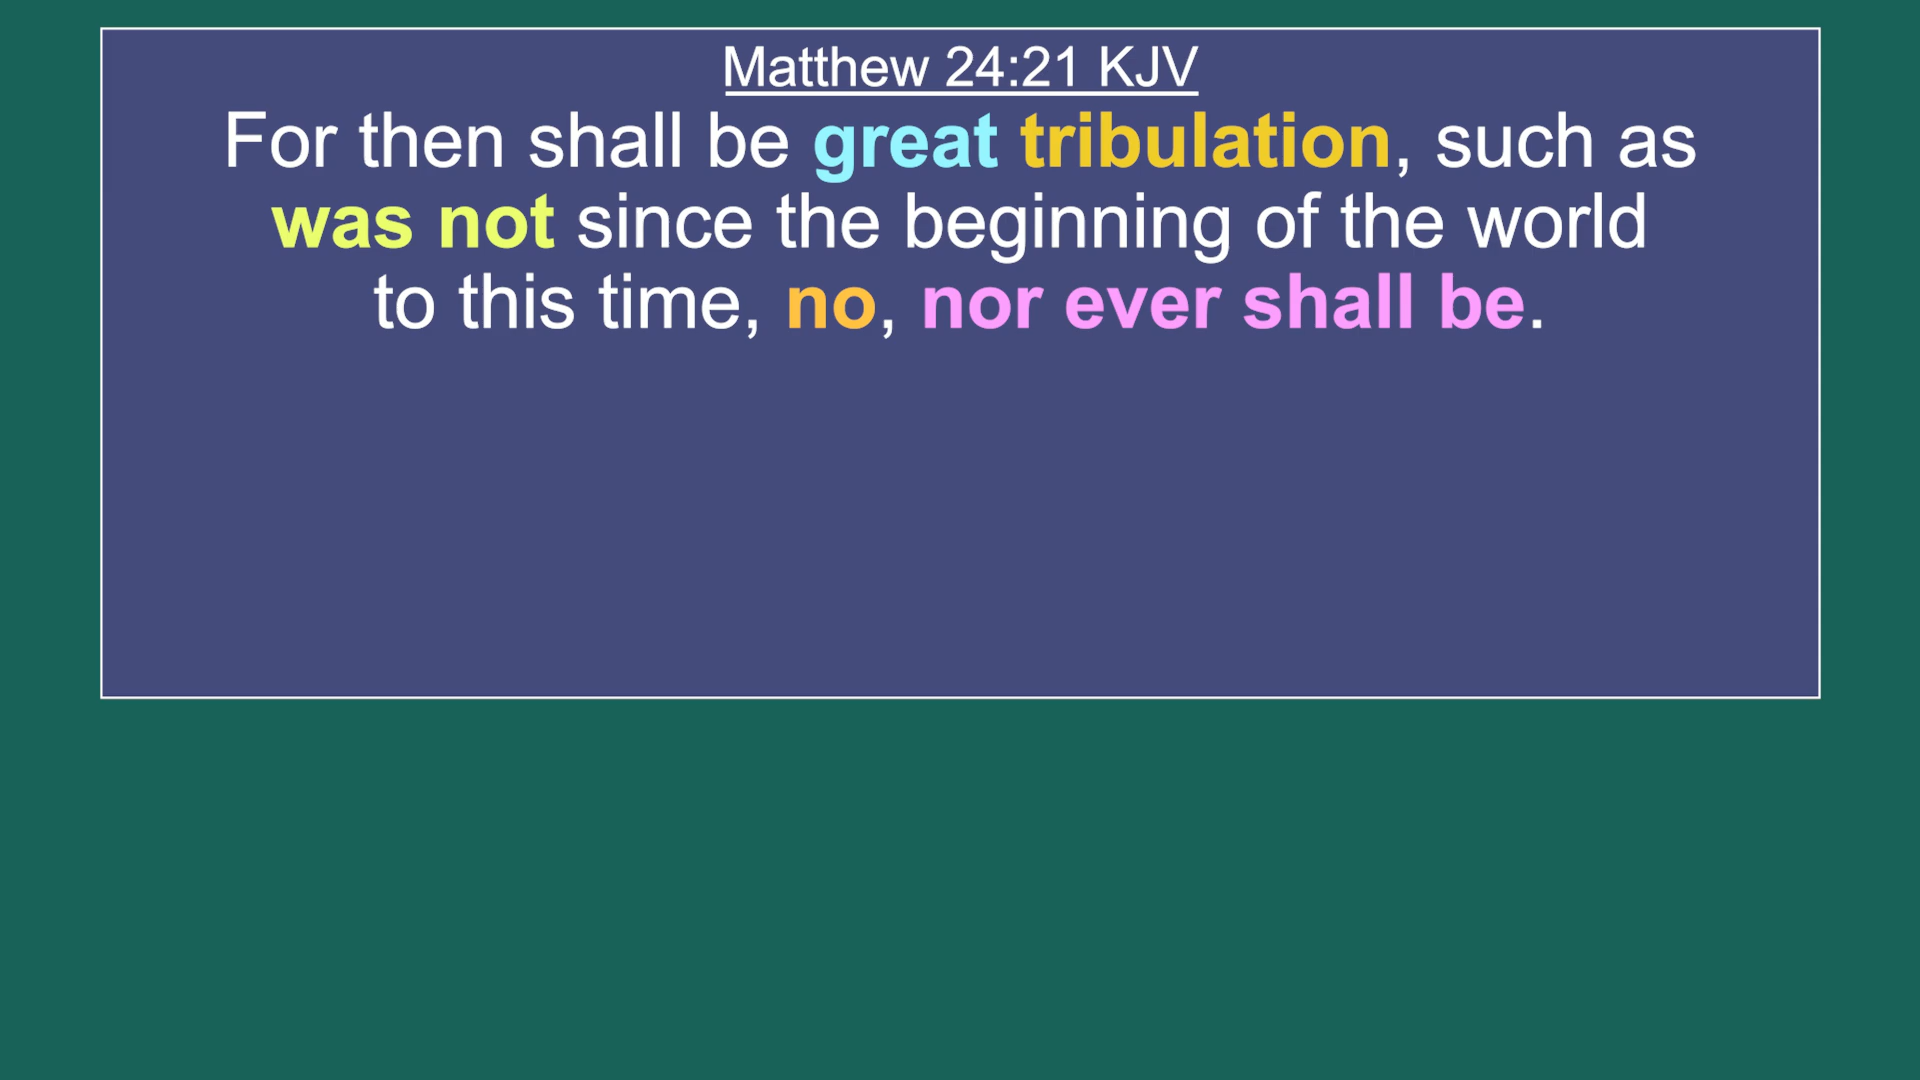 Matthew 24:21 KJV
For then shall be great tribulation, such as
was not since the beginning of the world
to this time, no, nor ever shall be.